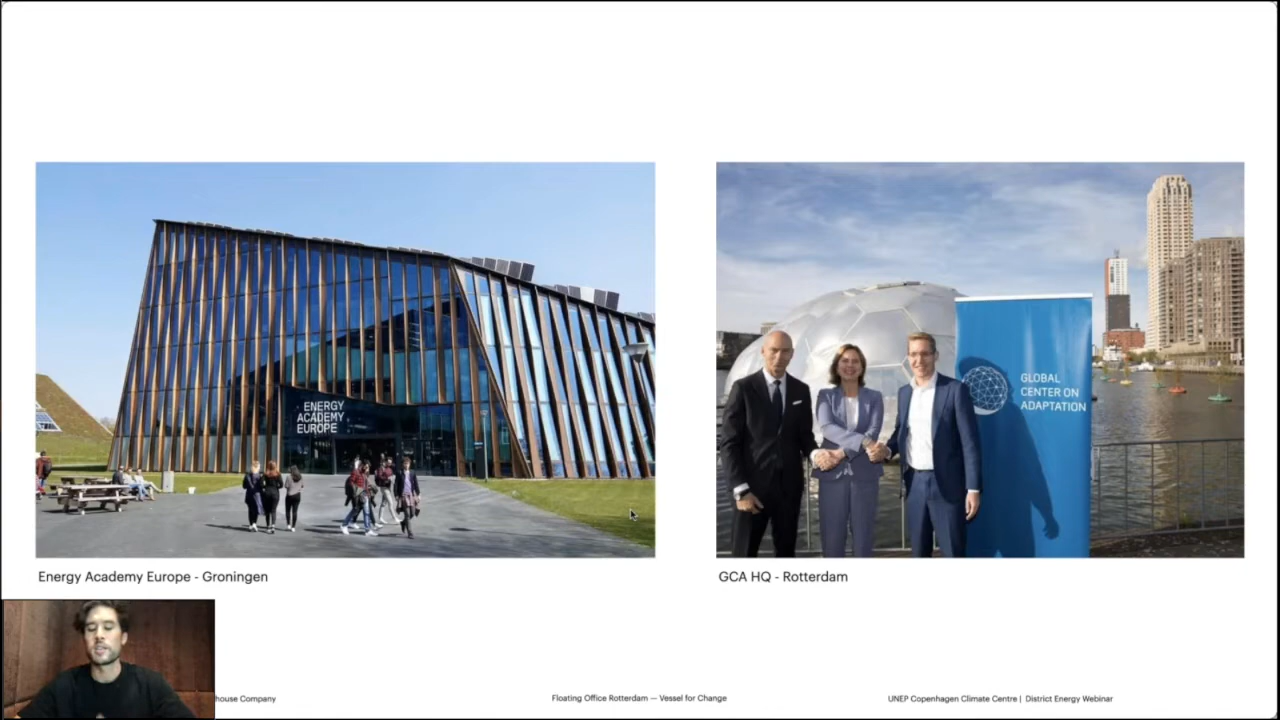 ENERGY
ACADEMY
EUROPE
GLOBAL
CENTER ON
ADAPTATION
Energy Academy Europe - Groningen
GCA HQ - Rotterdam
house Company
Floating Office Rotterdam — Vessel for Change
UNEP Copenhagen Climate Centre | District Energy Webinar